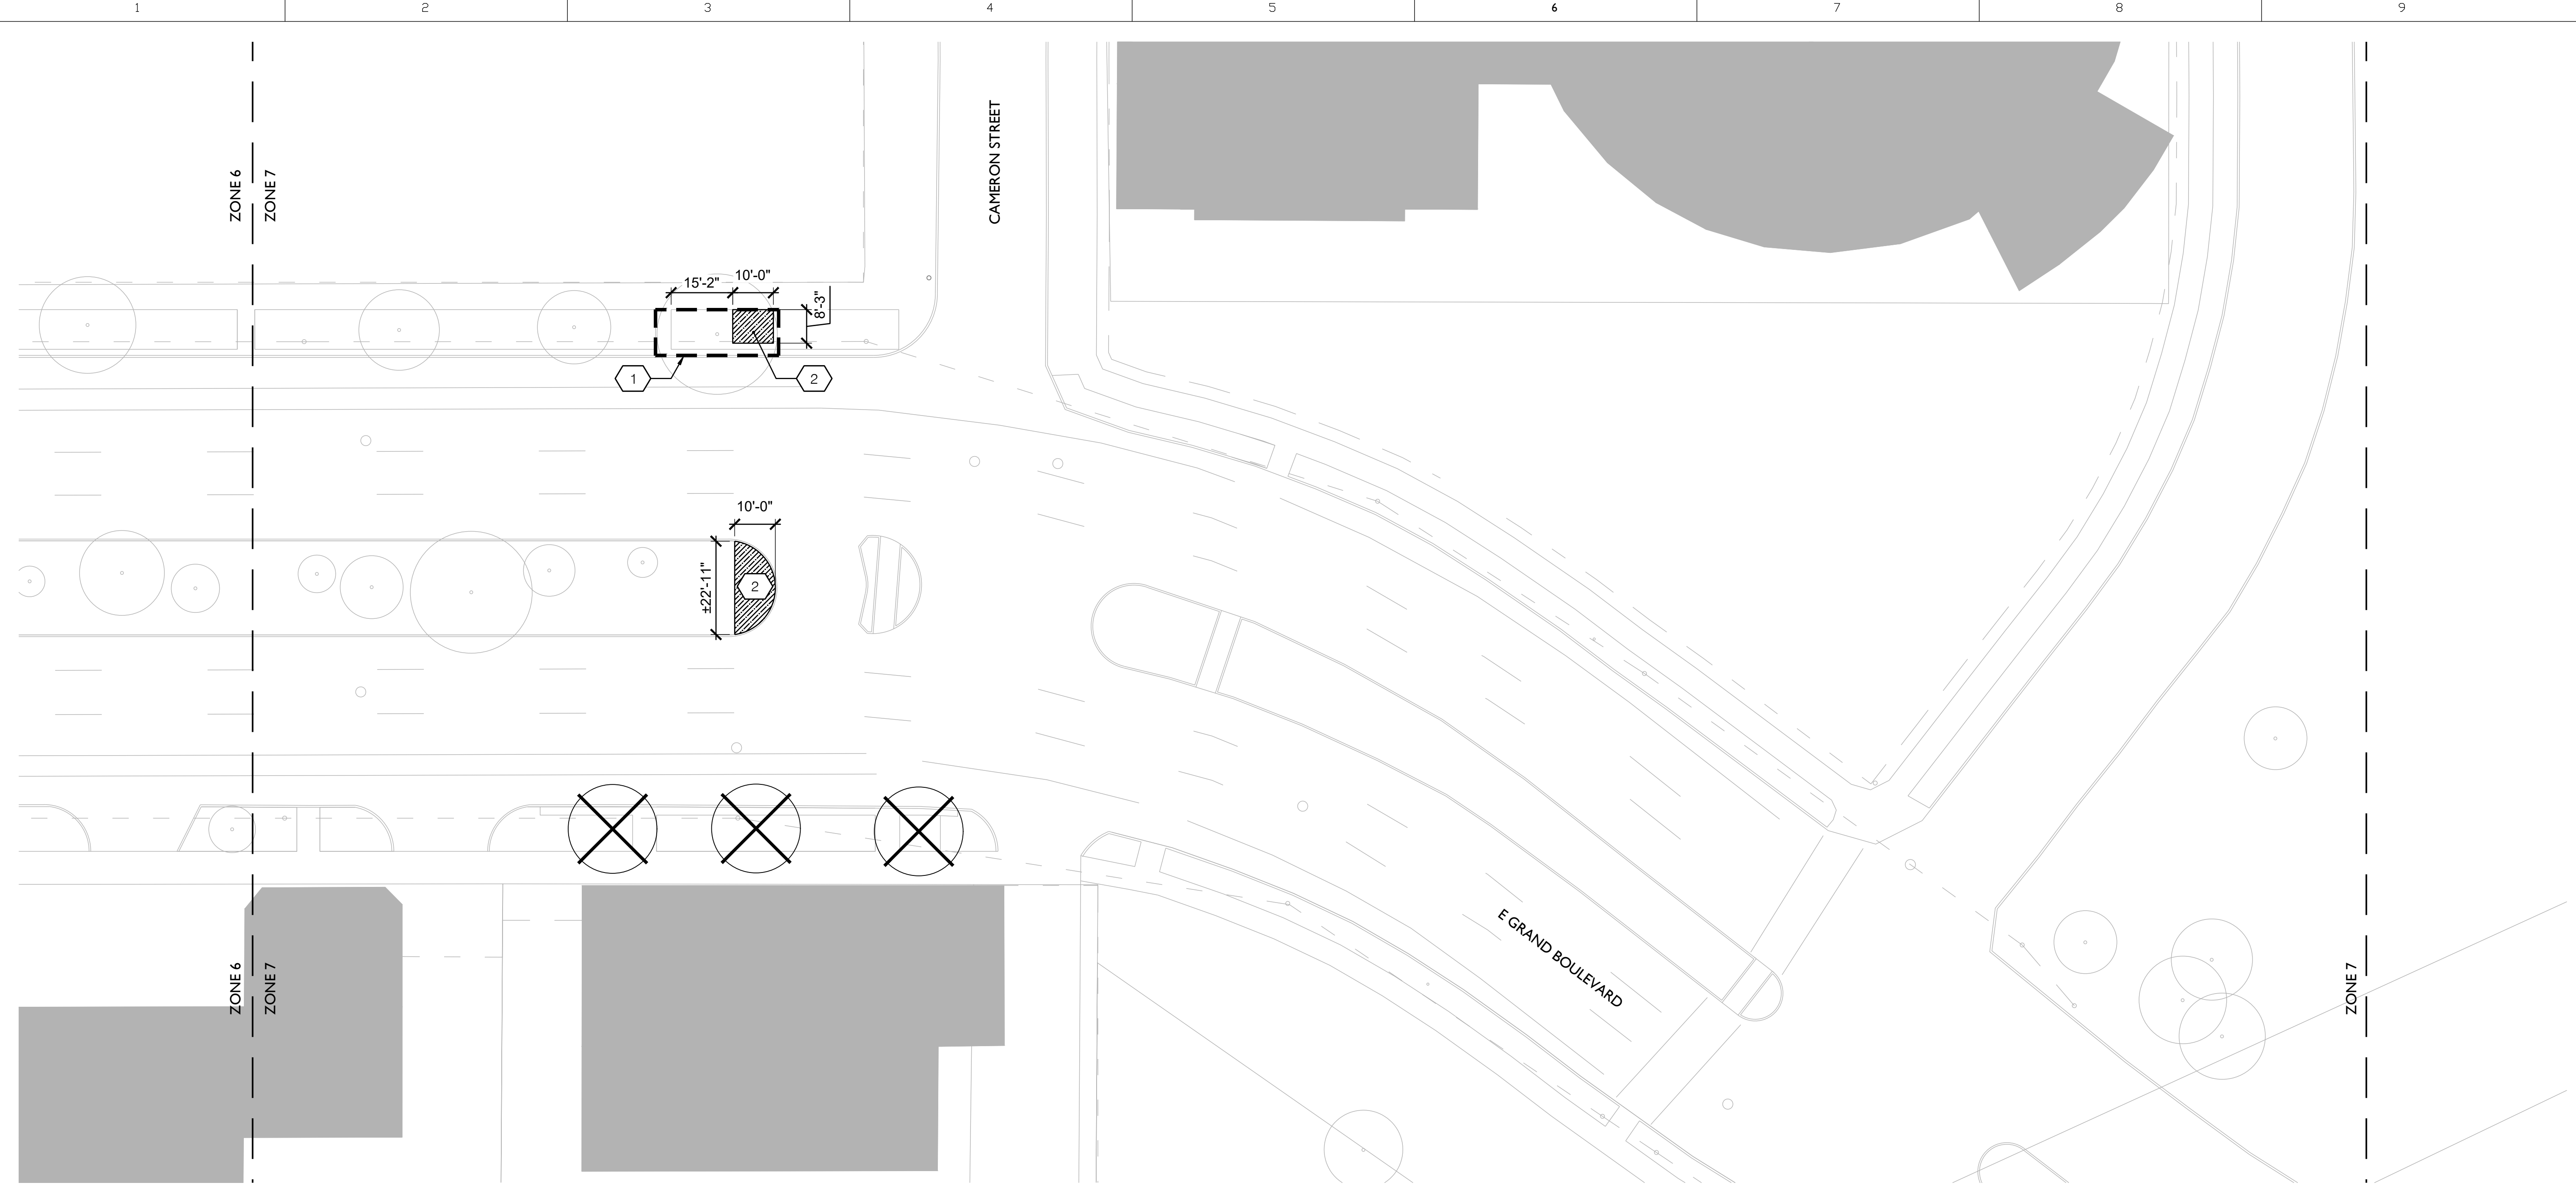 1 2 3 4 5 6 7 8 9
CAMERON STREET
ZONE 6
ZONE 7
15'-2"
10'-0"
8'-3"
1
2
10'-0"
±22'-11"
2
E GRAND BOULEVARD
ZONE 6
ZONE 7
ZONE 7